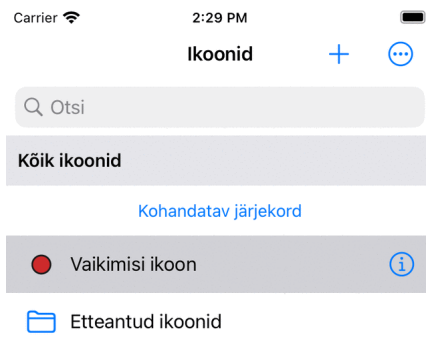 Carrier 2:29 PM
Ikoonid
Otsi
Kõik ikoonid
Kohandatav järjekord
Vaikimisi ikoon
Etteantud ikoonid